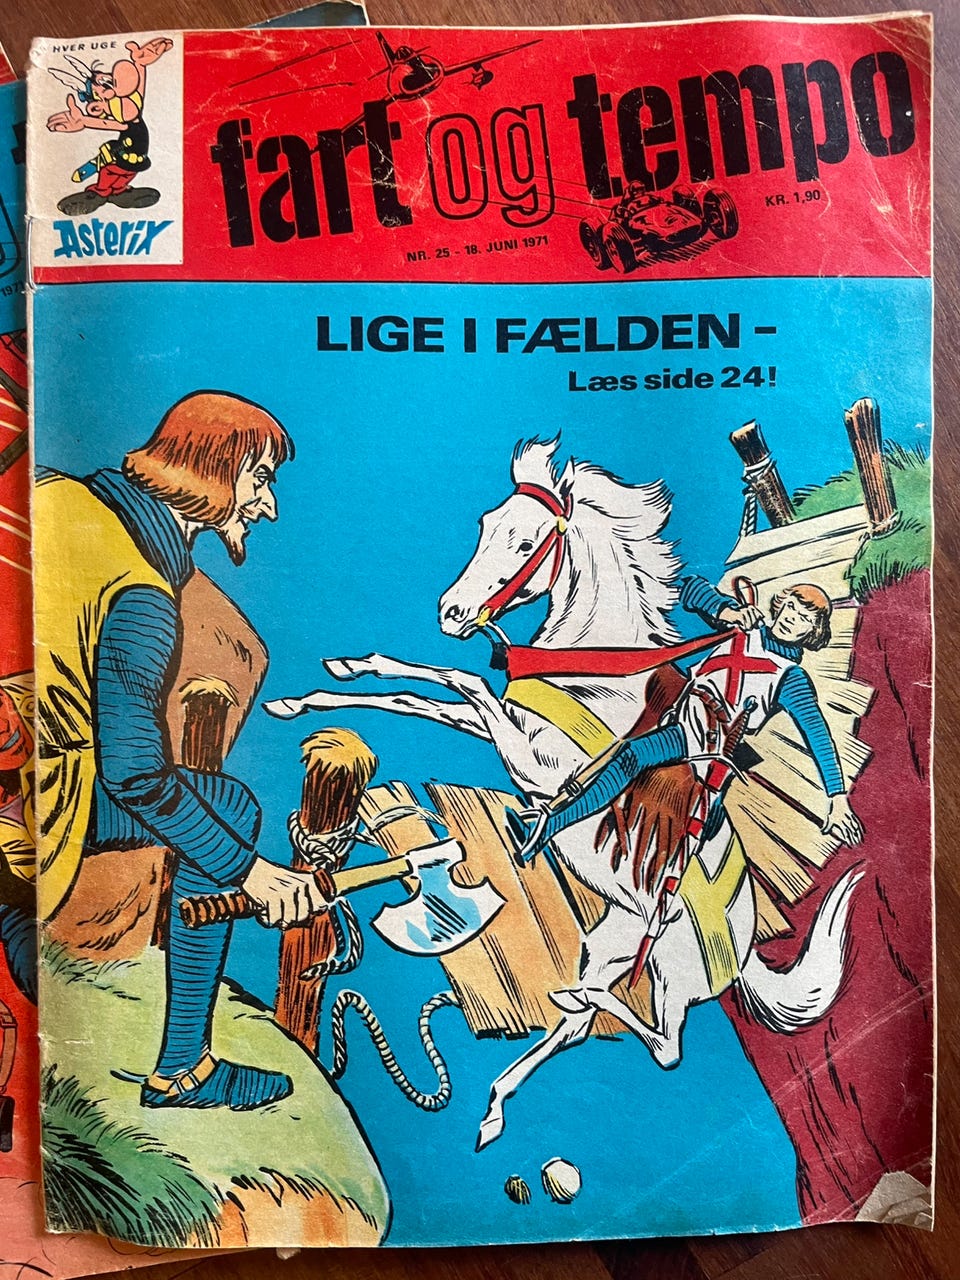 HVER UGE
Asterix
fart og tempo
KR. 1,90
NR. 25 - 18. JUNI 1971
LIGE I FÆLDEN -
Læs side 24!